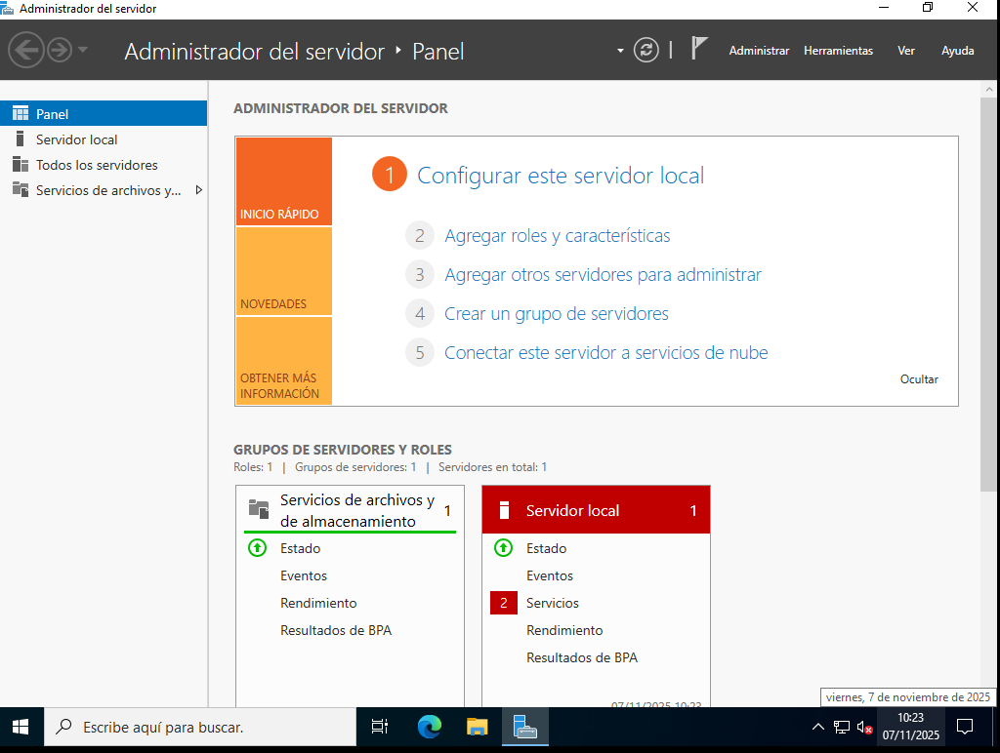 Administrador del servidor
Administrador del servidor ‣ Panel
Administrar Herramientas Ver Ayuda
Panel
Servidor local
Todos los servidores
Servicios de archivos y...
ADMINISTRADOR DEL SERVIDOR
INICIO RÁPIDO
NOVEDADES
OBTENER MÁS
INFORMACIÓN
1 Configurar este servidor local
2 Agregar roles y características
3 Agregar otros servidores para administrar
4 Crear un grupo de servidores
5 Conectar este servidor a servicios de nube
Ocultar
GRUPOS DE SERVIDORES Y ROLES
Roles: 1 | Grupos de servidores: 1 | Servidores en total: 1
Servicios de archivos y
de almacenamiento
1
Estado
Eventos
Rendimiento
Resultados de BPA
Servidor local 1
Estado
Eventos
2 Servicios
Rendimiento
Resultados de BPA
07/11/2025 10:23
viernes, 7 de noviembre de 2025
Escribe aquí para buscar.
10:23
07/11/2025